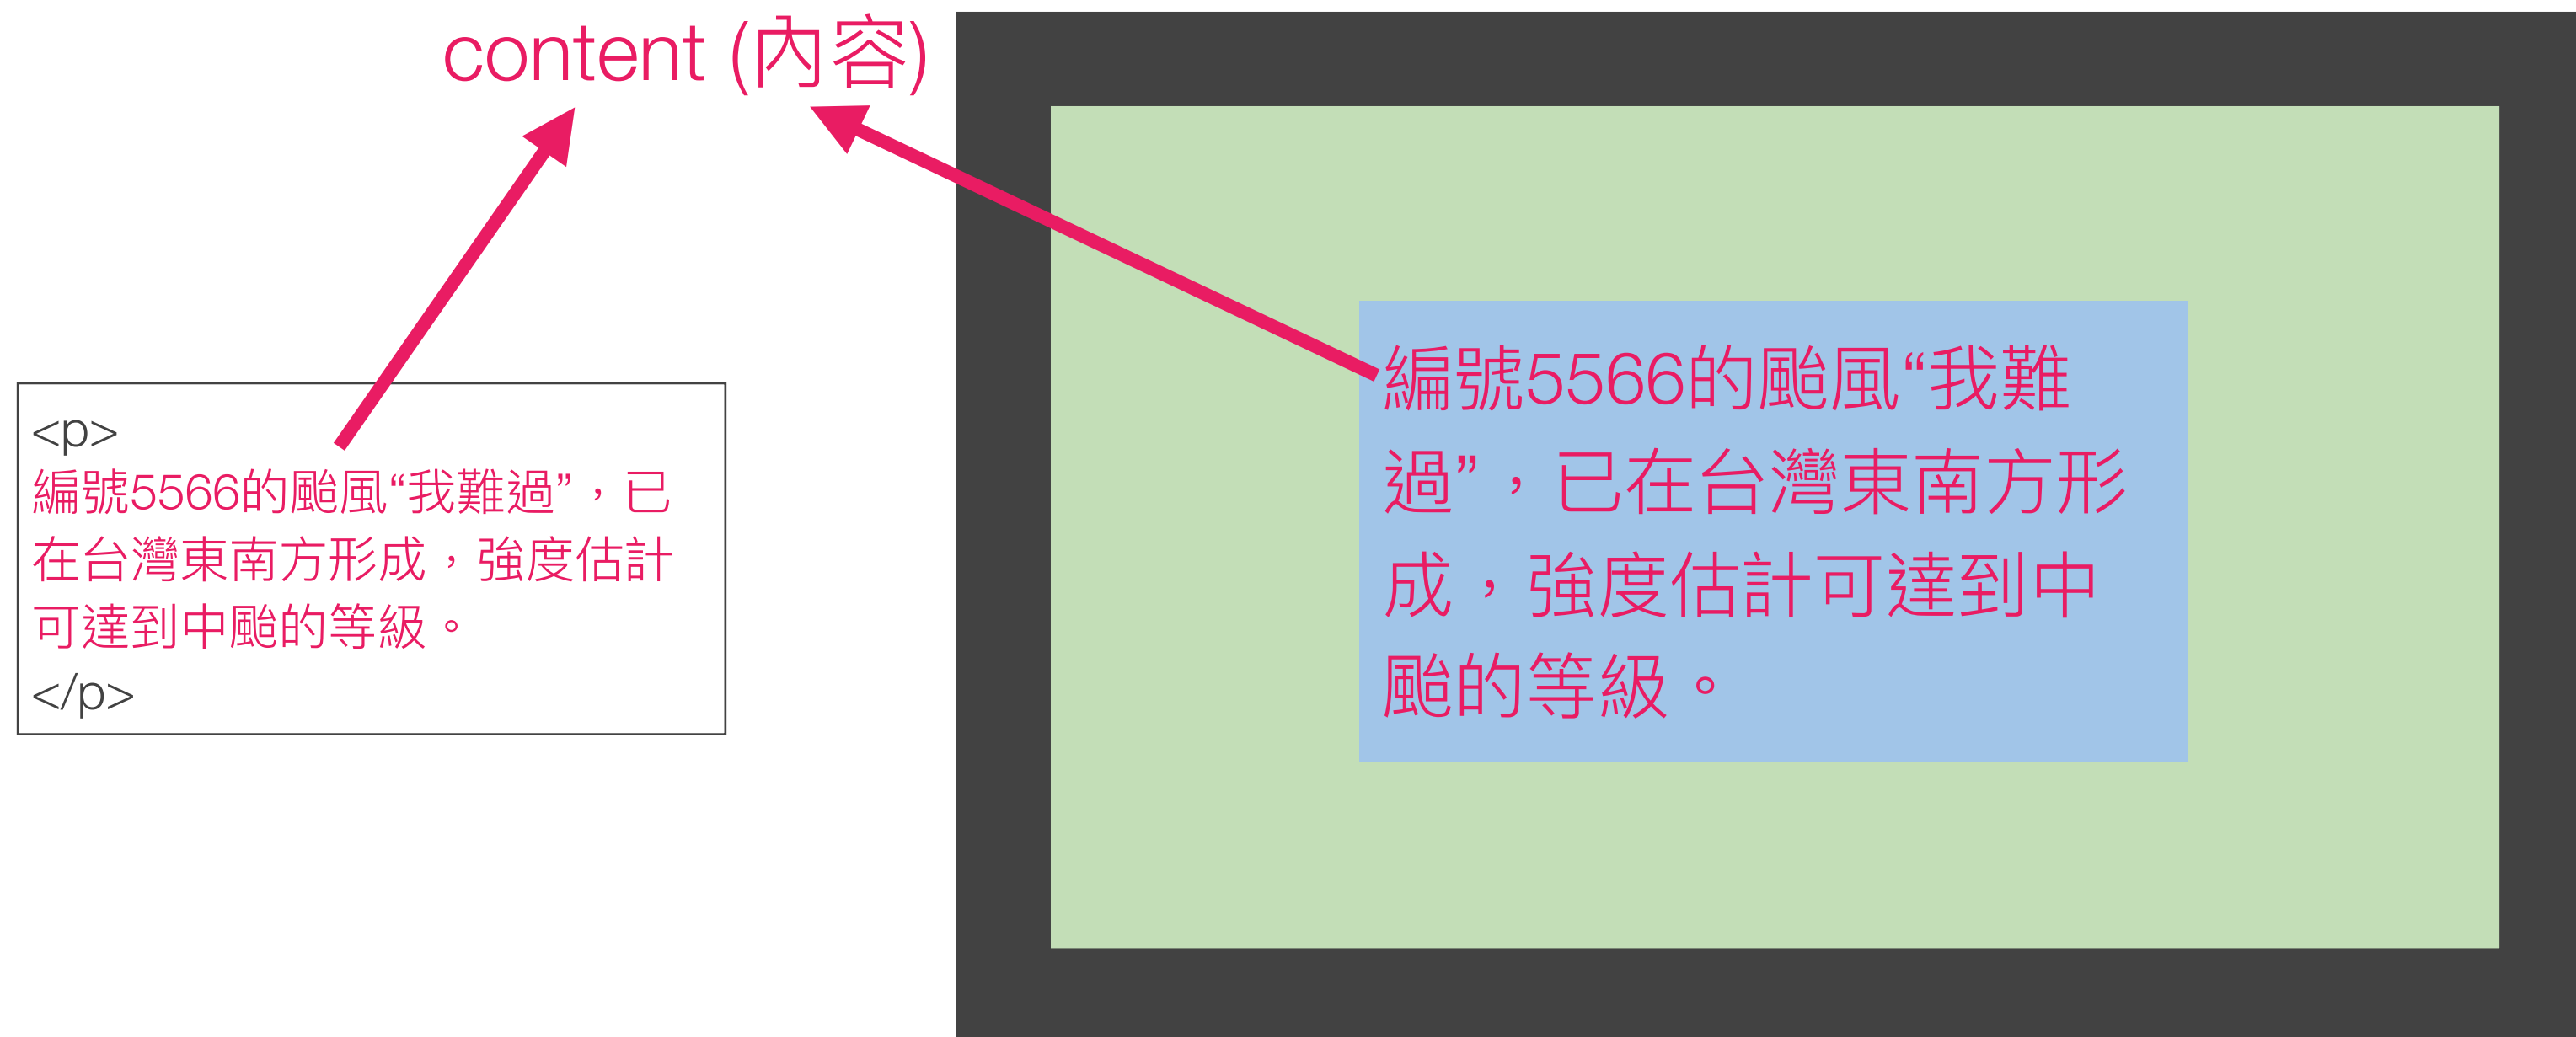 content (內容)
<p>
編號5566的颱風“我難過”，已
在台灣東南方形成，強度估計
可達到中颱的等級。
</p>
編號5566的颱風“我難
過”，已在台灣東南方形
成，強度估計可達到中
颱的等級。